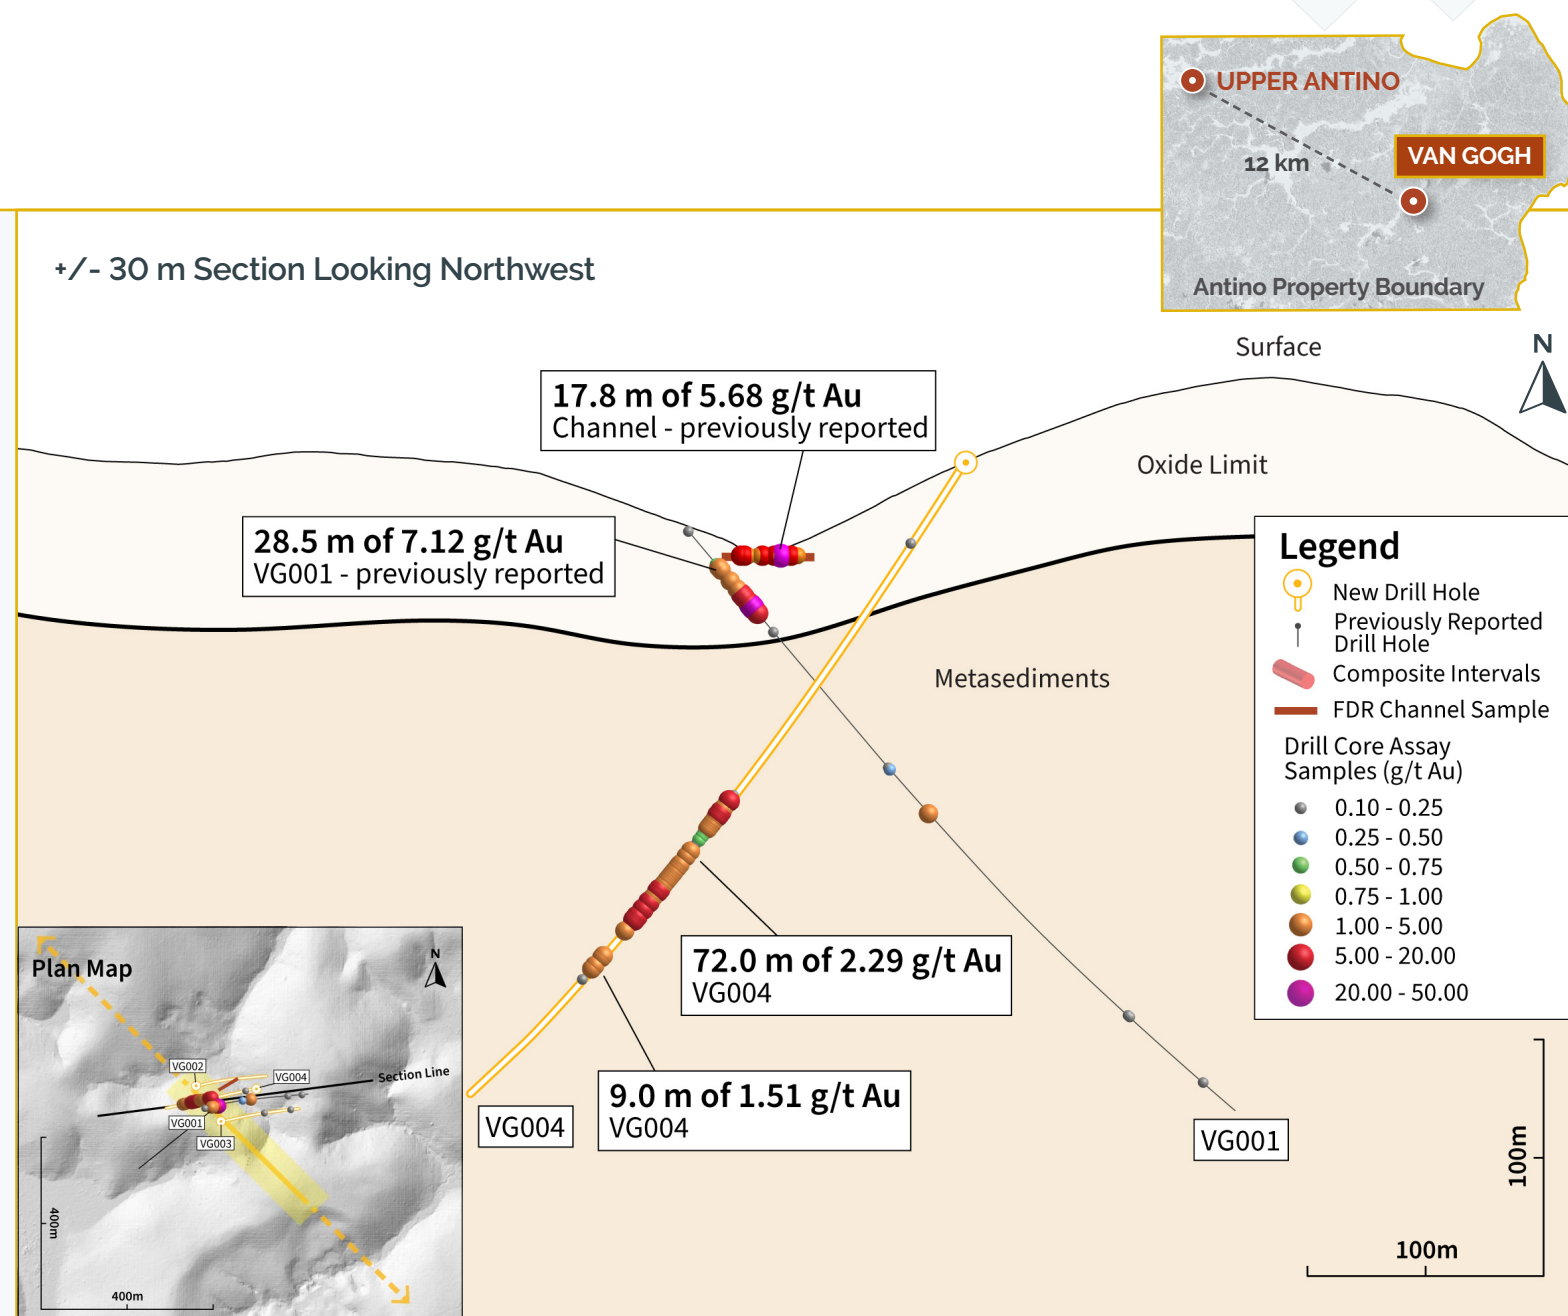 UPPER ANTINO
VAN GOGH
12 km
Antino Property Boundary
+/- 30 m Section Looking Northwest
Surface
N
17.8 m of 5.68 g/t Au
Channel - previously reported
Oxide Limit
28.5 m of 7.12 g/t Au
VG001 - previously reported
Metasediments
Legend
New Drill Hole
Previously Reported
Drill Hole
Composite Intervals
FDR Channel Sample
Drill Core Assay
Samples (g/t Au)
0.10 - 0.25
0.25 - 0.50
0.50 - 0.75
0.75 - 1.00
1.00 - 5.00
5.00 - 20.00
20.00 - 50.00
72.0 m of 2.29 g/t Au
VG004
9.0 m of 1.51 g/t Au
VG004
VG004
VG001
100m
100m
Plan Map
N
VG002
VG004
Section Line
VG001
VG003
400m
400m